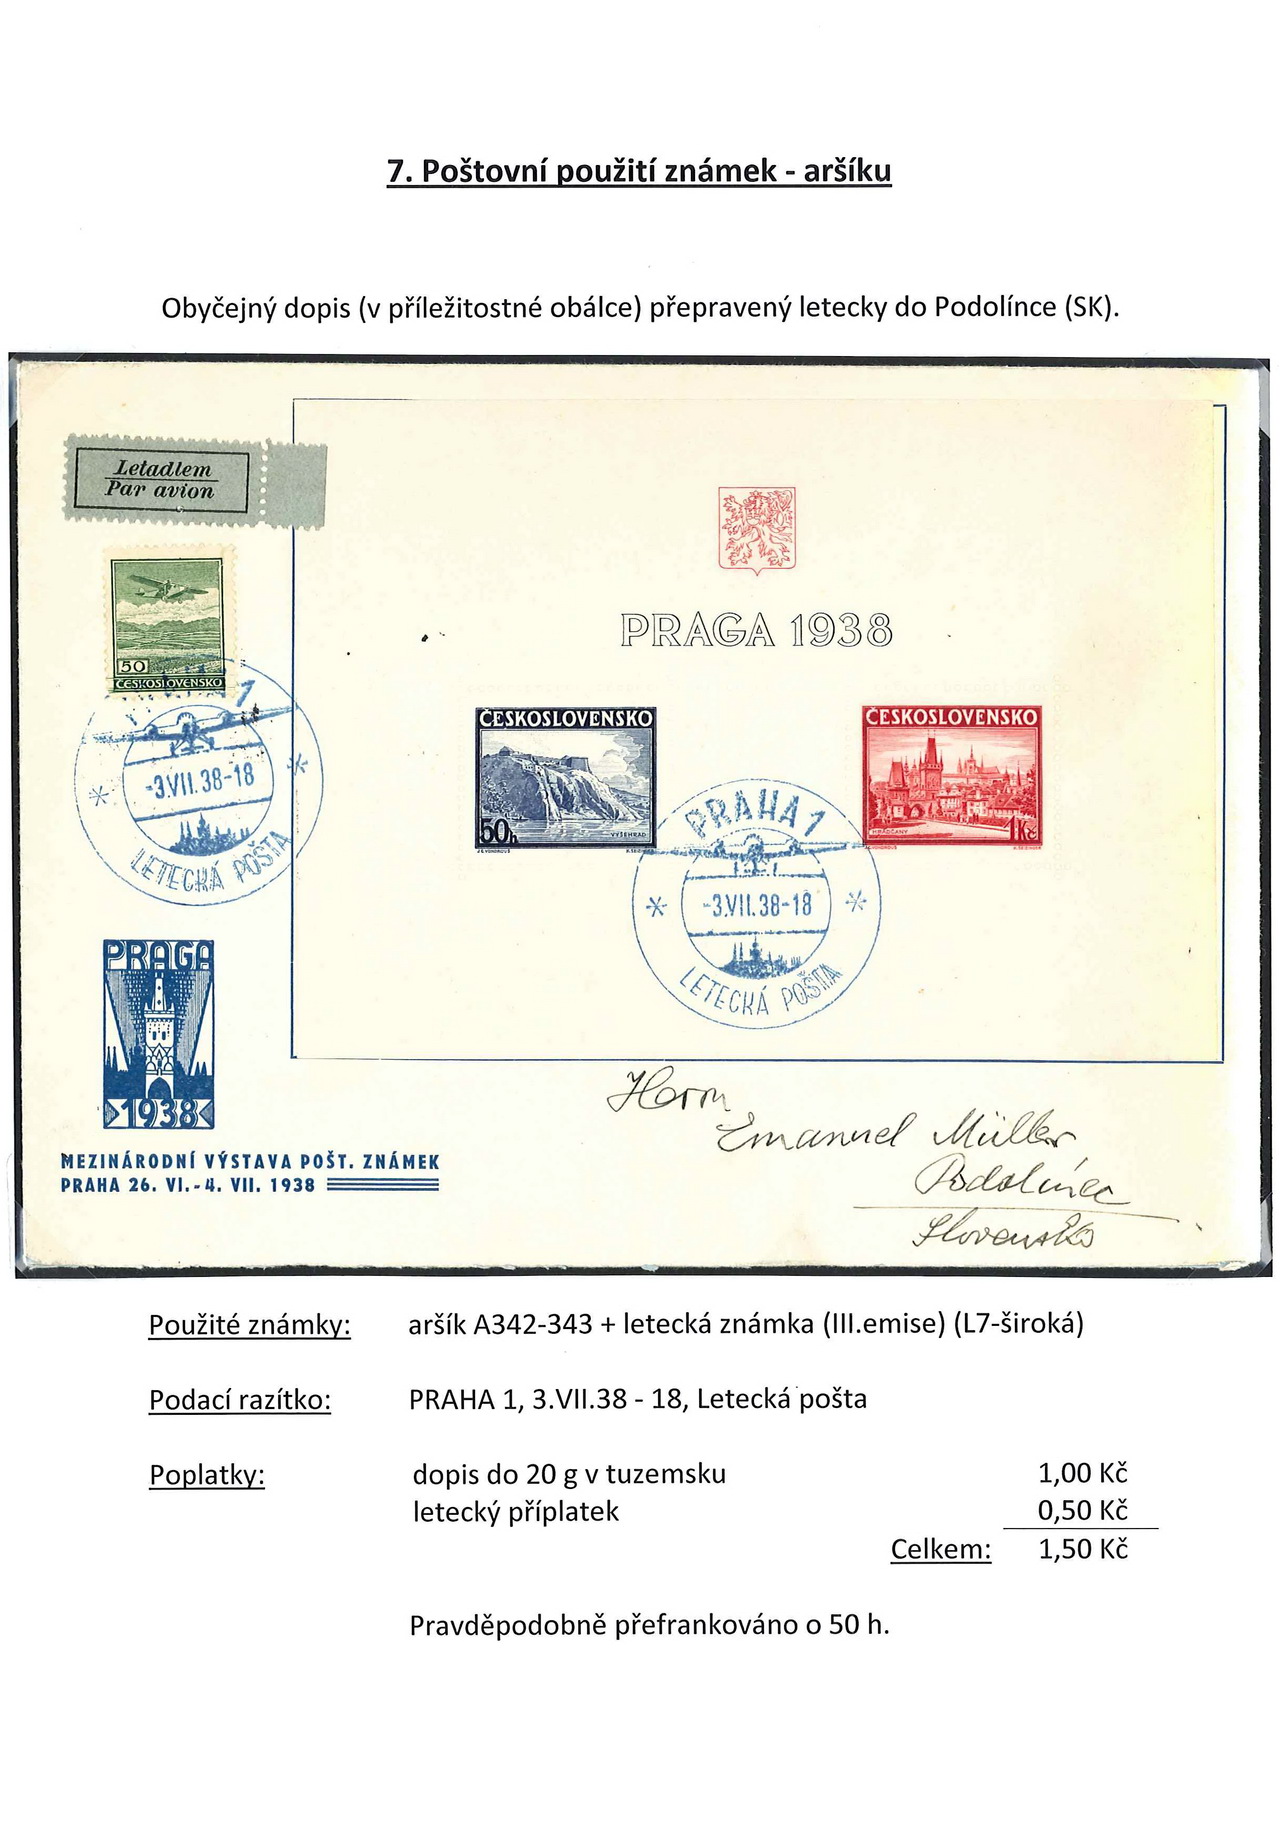 7. Poštovní použití známek - aršíku
Obyčejný dopis (v příležitostné obálce) přepravený letecky do Podolínce (SK).
Letadlem
Par avion
50
ČESKOSLOVENSKO
PRAHA 1
-3.VII.38-18
LETECKÁ POŠTA
PRAGA 1938
ČESKOSLOVENSKO
VYŠEHRAD
50h
ČESKOSLOVENSKO
HRADČANY
1Kč
PRAHA 1
-3.VII.38-18
LETECKÁ POŠTA
PRAGA
1938
MEZINÁRODNÍ VÝSTAVA POŠT. ZNÁMEK
PRAHA 26. VI.-4. VII. 1938
Herrn
Emanuel Müller
Podolínec
Slovensko
Použité známky: aršík A342-343 + letecká známka (III.emise) (L7-široká)
Podací razítko: PRAHA 1, 3.VII.38 - 18, Letecká pošta
Poplatky: dopis do 20 g v tuzemsku 1,00 Kč
letecký příplatek 0,50 Kč
Celkem: 1,50 Kč
Pravděpodobně přefrankováno o 50 h.